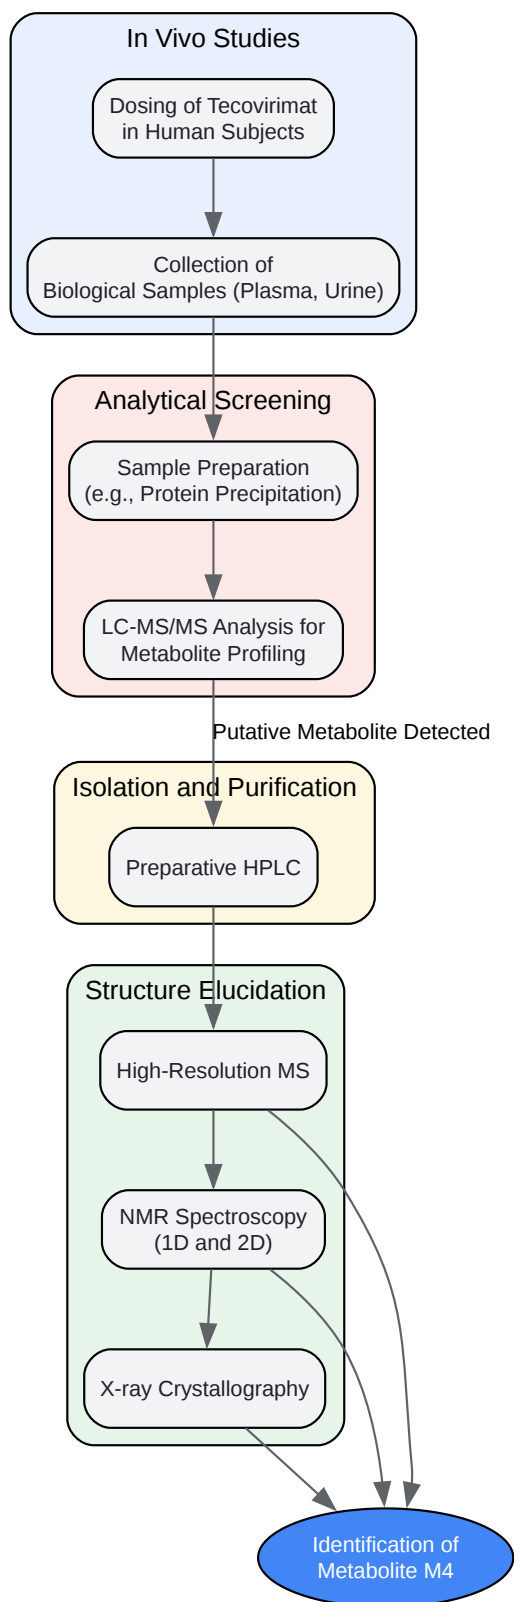 In Vivo Studies
Dosing of Tecovirimat
in Human Subjects
Collection of
Biological Samples (Plasma, Urine)
Analytical Screening
Sample Preparation
(e.g., Protein Precipitation)
LC-MS/MS Analysis for
Metabolite Profiling
Putative Metabolite Detected
Isolation and Purification
Preparative HPLC
Structure Elucidation
High-Resolution MS
NMR Spectroscopy
(1D and 2D)
X-ray Crystallography
Identification of
Metabolite M4